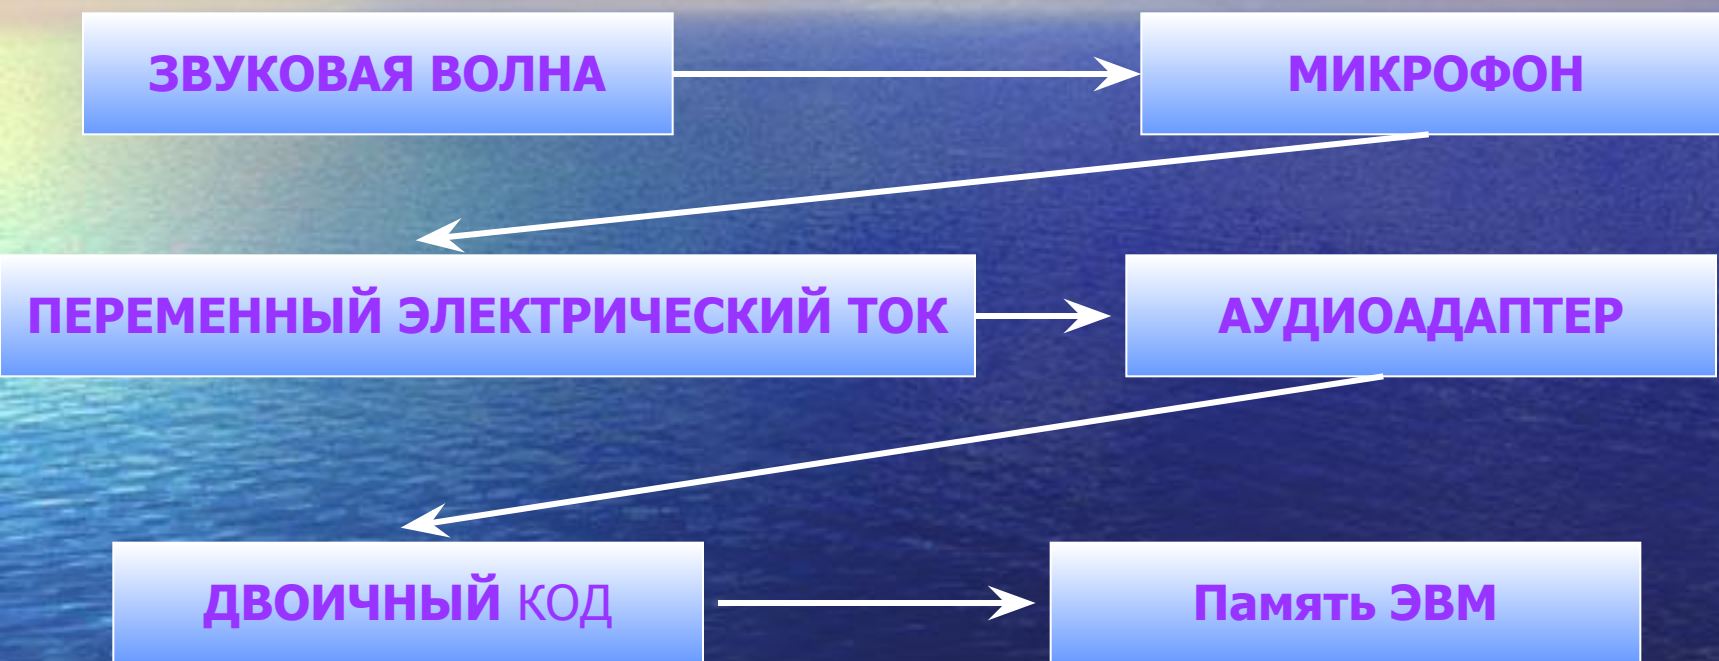 ЗВУКОВАЯ ВОЛНА
МИКРОФОН
ПЕРЕМЕННЫЙ ЭЛЕКТРИЧЕСКИЙ ТОК
АУДИОАДАПТЕР
ДВОИЧНЫЙ КОД
Память ЭВМ